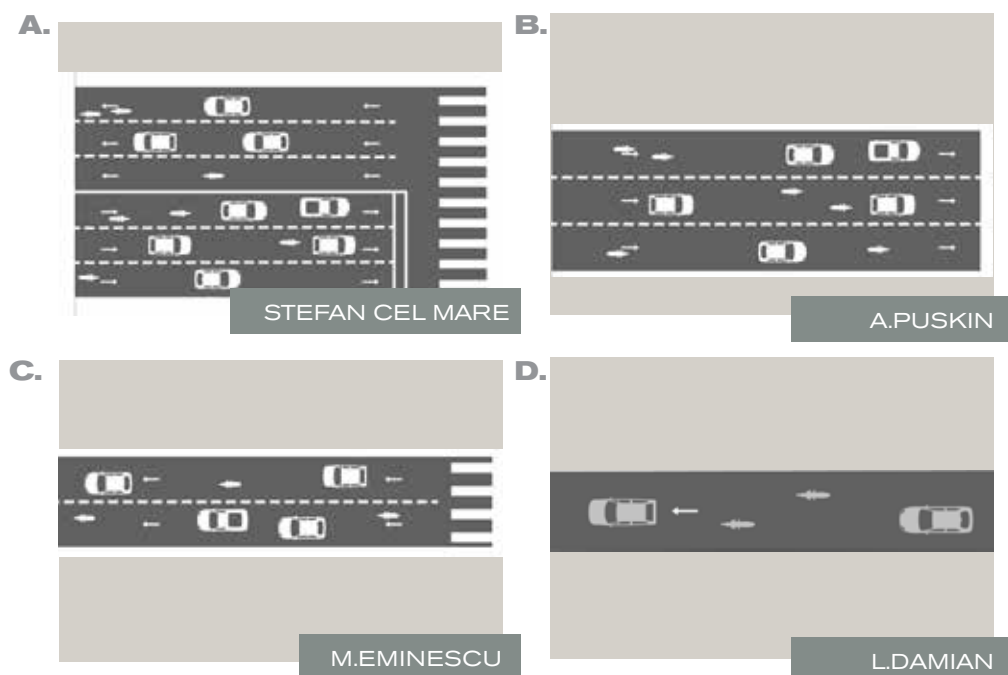 A.
B.
STEFAN CEL MARE
A.PUSKIN
C.
D.
M.EMINESCU
L.DAMIAN